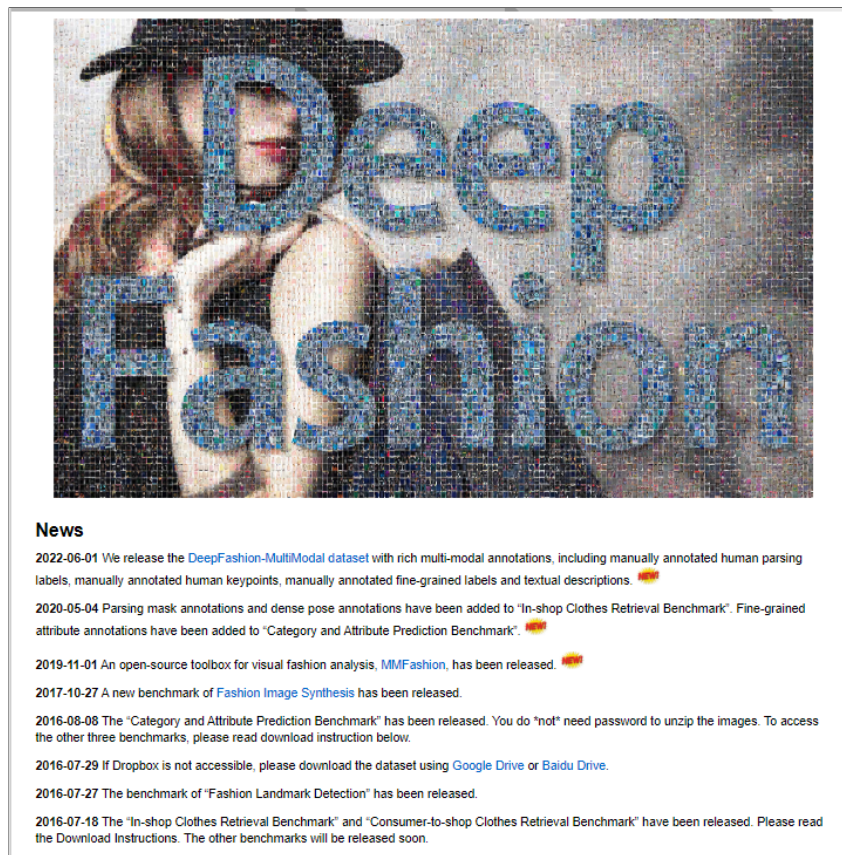 Deep
Fashion
News
2022-06-01 We release the DeepFashion-MultiModal dataset with rich multi-modal annotations, including manually annotated human parsing
labels, manually annotated human keypoints, manually annotated fine-grained labels and textual descriptions. NEW!
2020-05-04 Parsing mask annotations and dense pose annotations have been added to “In-shop Clothes Retrieval Benchmark”. Fine-grained
attribute annotations have been added to “Category and Attribute Prediction Benchmark”. NEW!
2019-11-01 An open-source toolbox for visual fashion analysis, MMFashion, has been released. NEW!
2017-10-27 A new benchmark of Fashion Image Synthesis has been released.
2016-08-08 The “Category and Attribute Prediction Benchmark” has been released. You do *not* need password to unzip the images. To access
the other three benchmarks, please read download instruction below.
2016-07-29 If Dropbox is not accessible, please download the dataset using Google Drive or Baidu Drive.
2016-07-27 The benchmark of “Fashion Landmark Detection” has been released.
2016-07-18 The “In-shop Clothes Retrieval Benchmark” and “Consumer-to-shop Clothes Retrieval Benchmark” have been released. Please read
the Download Instructions. The other benchmarks will be released soon.